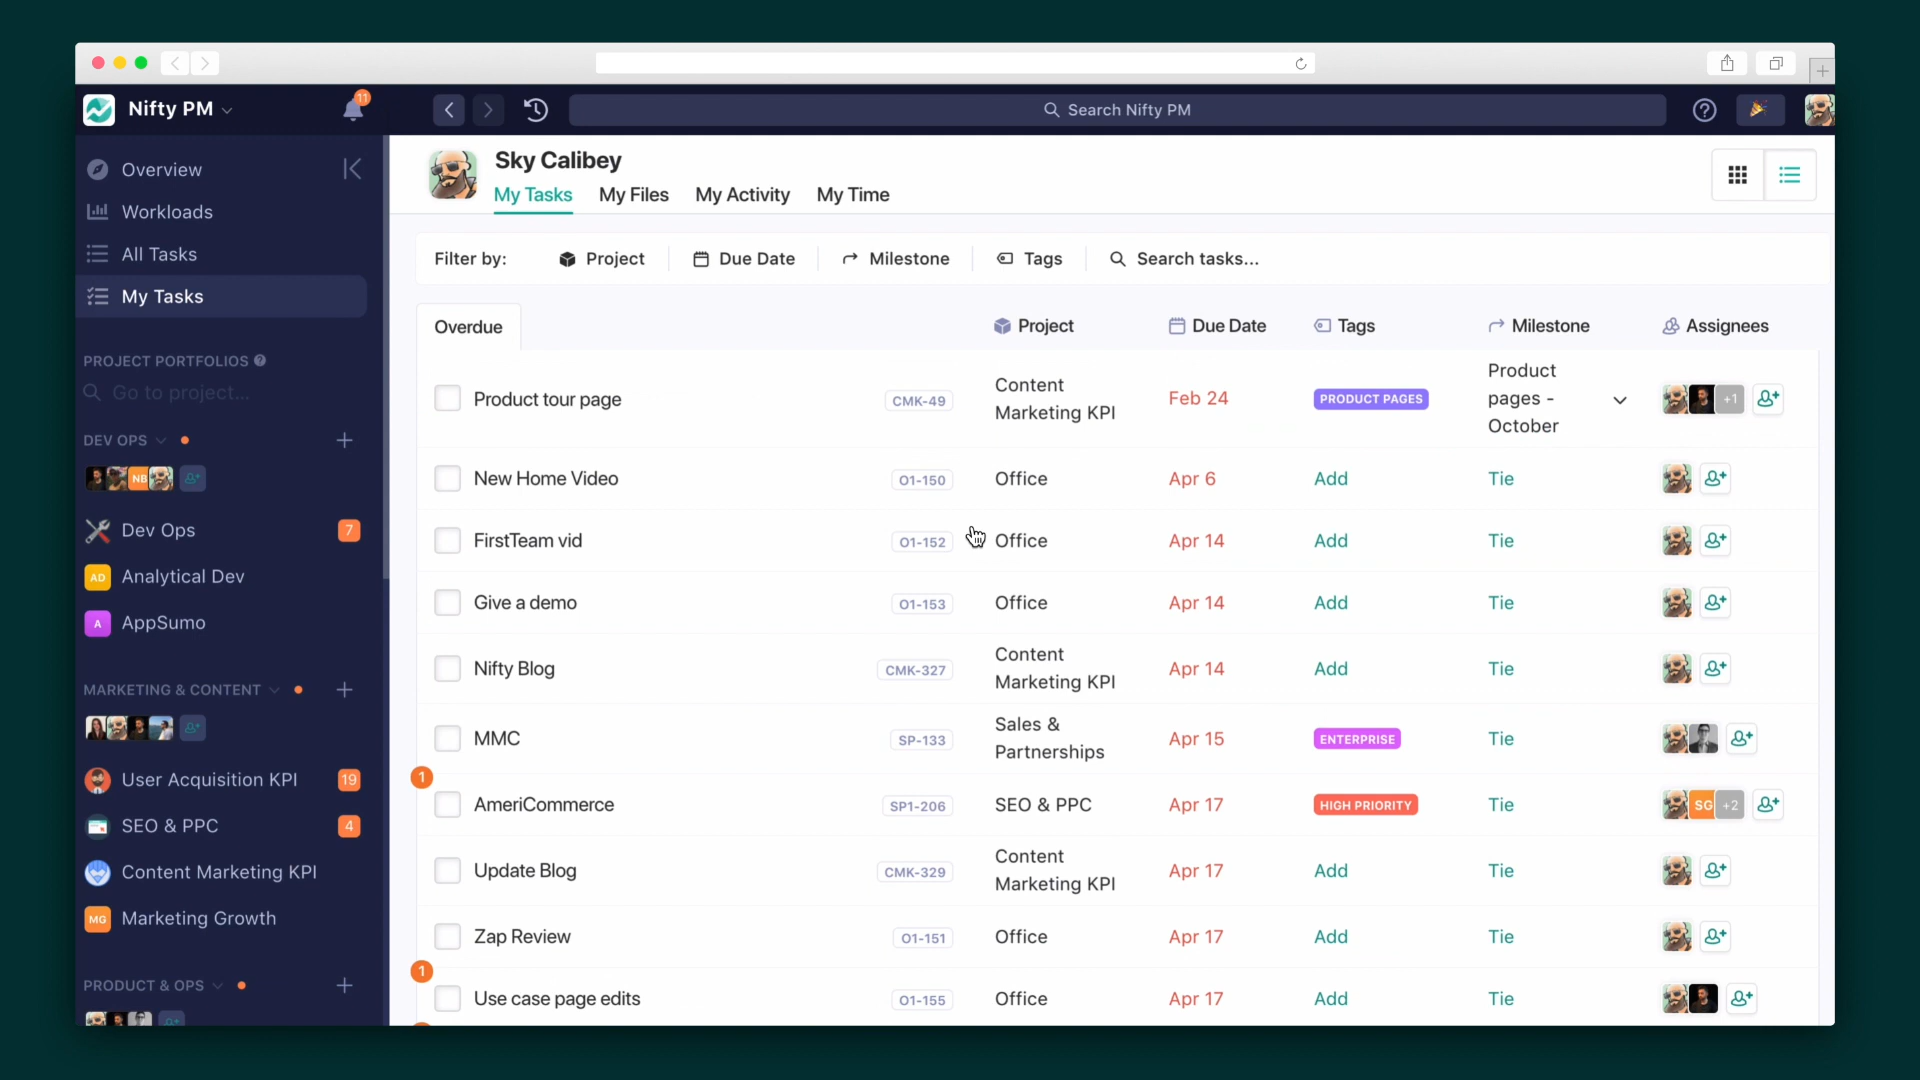 Nifty PM
11
Search Nifty PM
Overview
Workloads
All Tasks
My Tasks
PROJECT PORTFOLIOS
Go to project...
DEV OPS
NB
Dev Ops 7
AD Analytical Dev
A AppSumo
MARKETING & CONTENT
User Acquisition KPI 19
SEO & PPC 4
Content Marketing KPI
MG Marketing Growth
PRODUCT & OPS
Sky Calibey
My Tasks My Files My Activity My Time
Filter by: Project Due Date Milestone Tags Search tasks...
Overdue Project Due Date Tags Milestone Assignees
Product tour page CMK-49 Content Marketing KPI Feb 24 PRODUCT PAGES Product pages - October +1
New Home Video O1-150 Office Apr 6 Add Tie
FirstTeam vid O1-152 Office Apr 14 Add Tie
Give a demo O1-153 Office Apr 14 Add Tie
Nifty Blog CMK-327 Content Marketing KPI Apr 14 Add Tie
MMC SP-133 Sales & Partnerships Apr 15 ENTERPRISE Tie
1
AmeriCommerce SP1-206 SEO & PPC Apr 17 HIGH PRIORITY Tie SG +2
Update Blog CMK-329 Content Marketing KPI Apr 17 Add Tie
Zap Review O1-151 Office Apr 17 Add Tie
1
Use case page edits O1-155 Office Apr 17 Add Tie